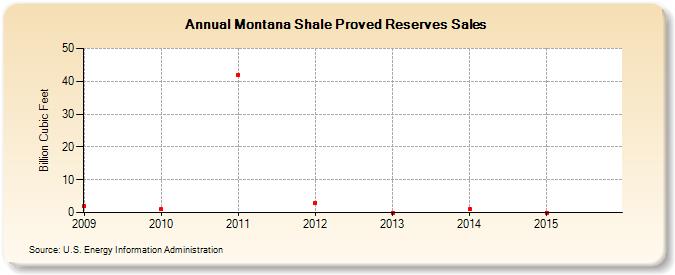 Annual Montana Shale Proved Reserves Sales
Billion Cubic Feet
50
40
30
20
10
0
2009 2010 2011 2012 2013 2014 2015
Source: U.S. Energy Information Administration